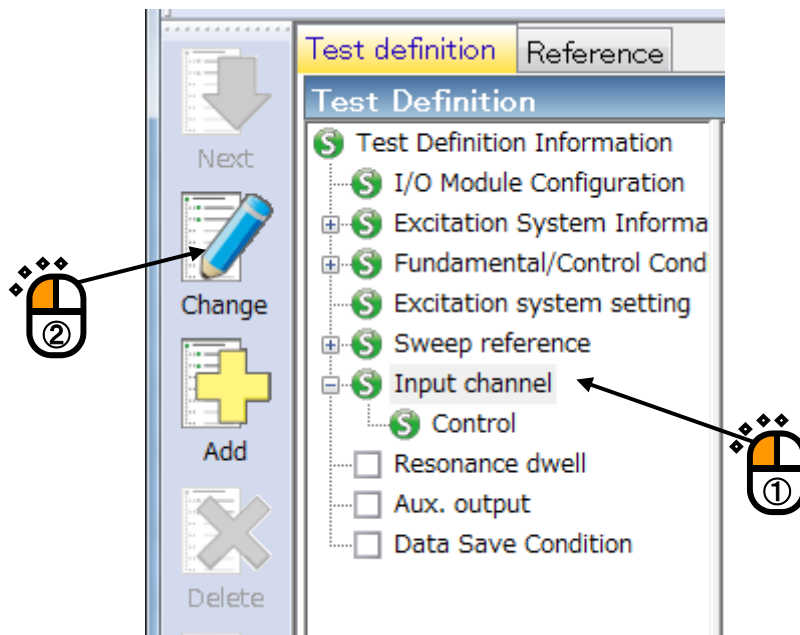 Test definition
Reference
Test Definition
Next
Change
Add
Delete
S Test Definition Information
S I/O Module Configuration
S Excitation System Informa
S Fundamental/Control Cond
S Excitation system setting
S Sweep reference
S Input channel
S Control
Resonance dwell
Aux. output
Data Save Condition
②
①